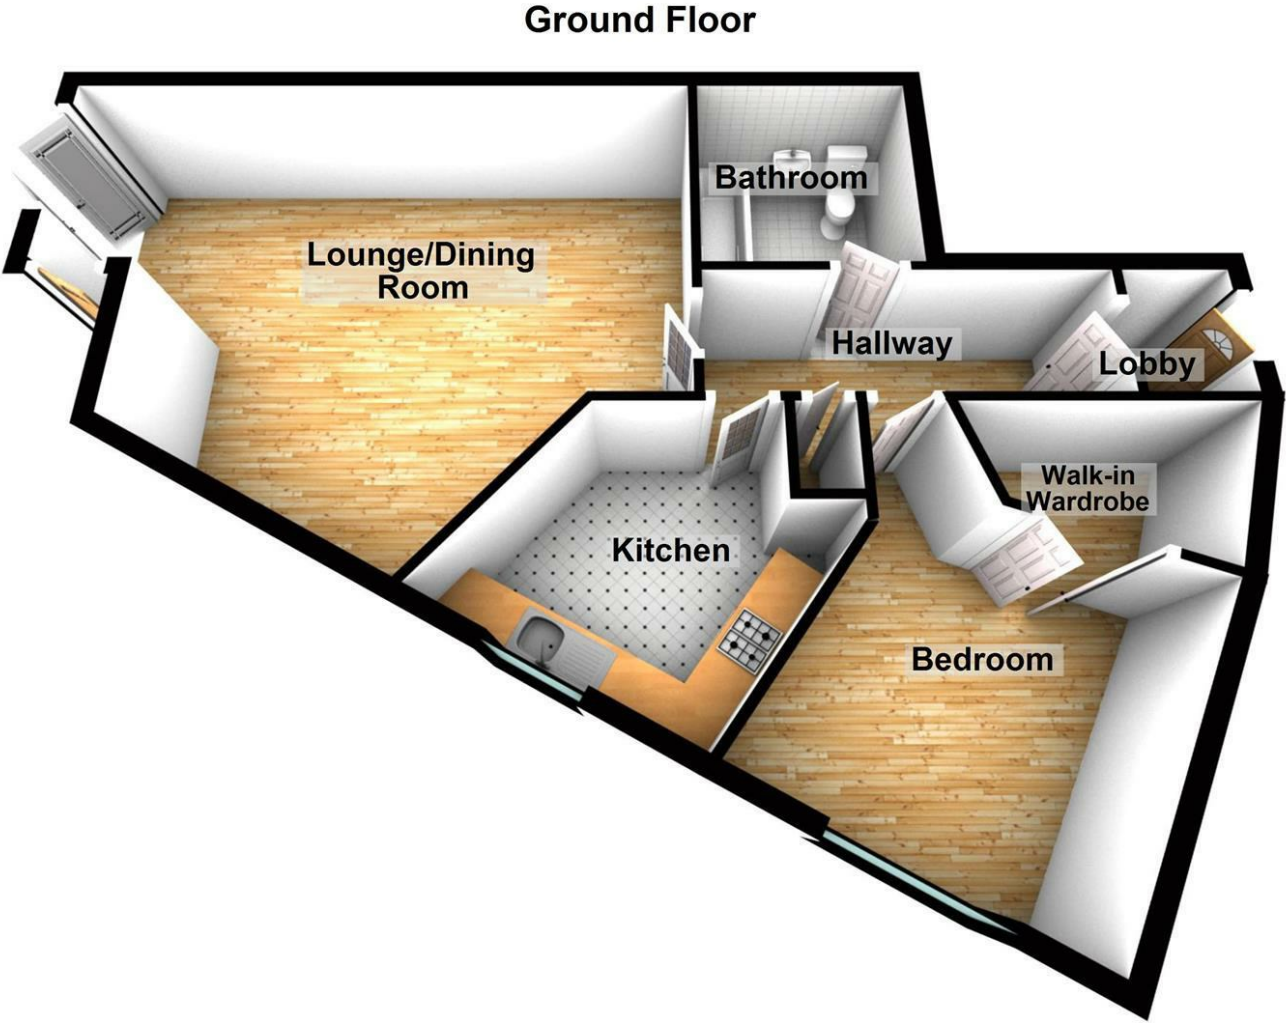 Ground Floor
Bathroom
Lounge/Dining
Room
Hallway
Lobby
Walk-in
Wardrobe
Kitchen
Bedroom